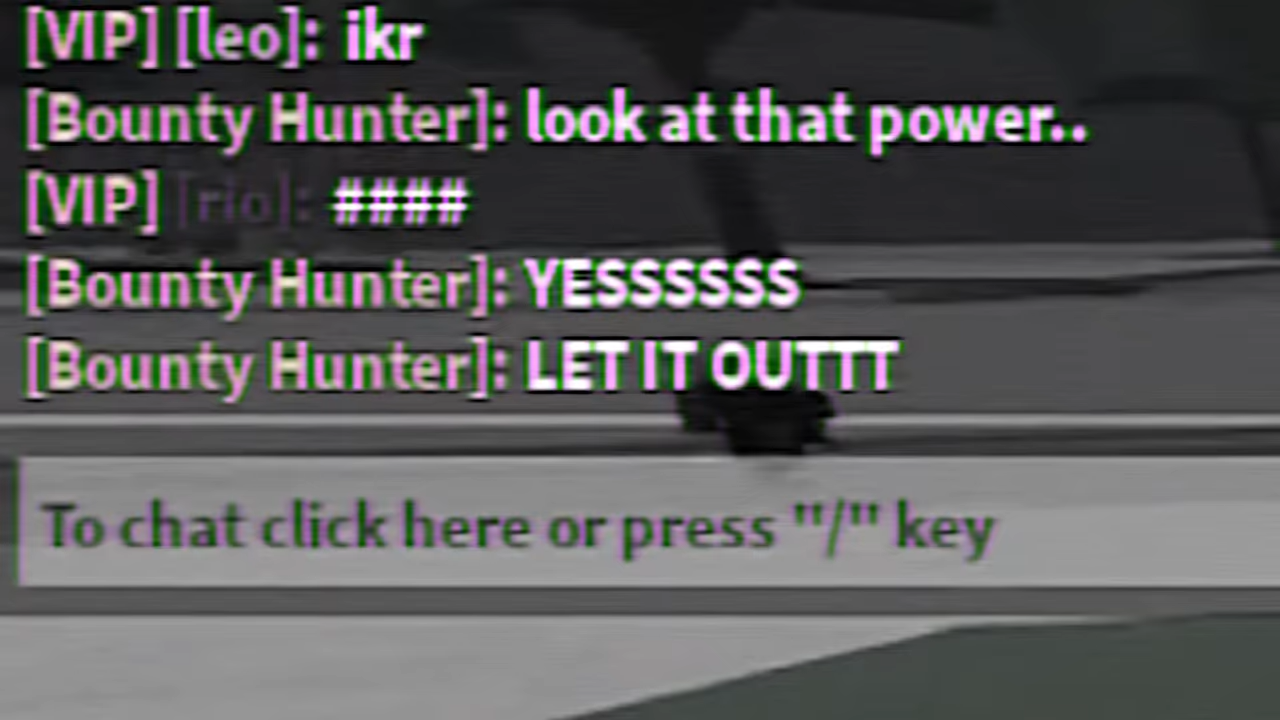 [VIP] [leo]: ikr
[Bounty Hunter]: look at that power..
[VIP] [rio]: ####
[Bounty Hunter]: YESSSSSS
[Bounty Hunter]: LET IT OUTTT
To chat click here or press "/" key